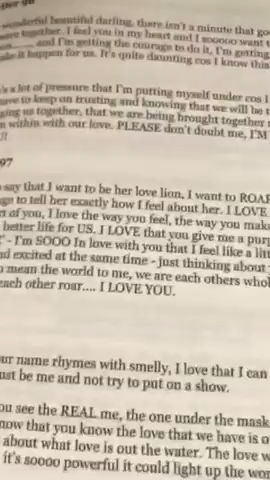 wonderful beautiful darling, there isn't a minute that go
together. I feel you in my heart and I sooooo want
and I'm getting the courage to do it, I'm getting
it happen for us. It's quite daunting cos I know this
's a lot of pressure that I'm putting myself under cos I
to keep on trusting and knowing that we will be t
us together, that we are being brought together
within with our love. PLEASE don't doubt me, I'M
97
say that I want to be her love lion, I want to ROAR
to tell her exactly how I feel about her. I LOVE
of you, I love the way you feel, the way you mak
better life for US. I LOVE that you give me a pur
- I'm SOOO In love with you that I feel like a litt
d excited at the same time - just thinking about
mean the world to me, we are each others who
each other roar.... I LOVE YOU.
ur name rhymes with smelly, I love that I can
ust be me and not try to put on a show.
ou see the REAL me, the one under the mask
now that you know the love that we have is o
about what love is out the water. The love w
it's soooo powerful it could light up the wor